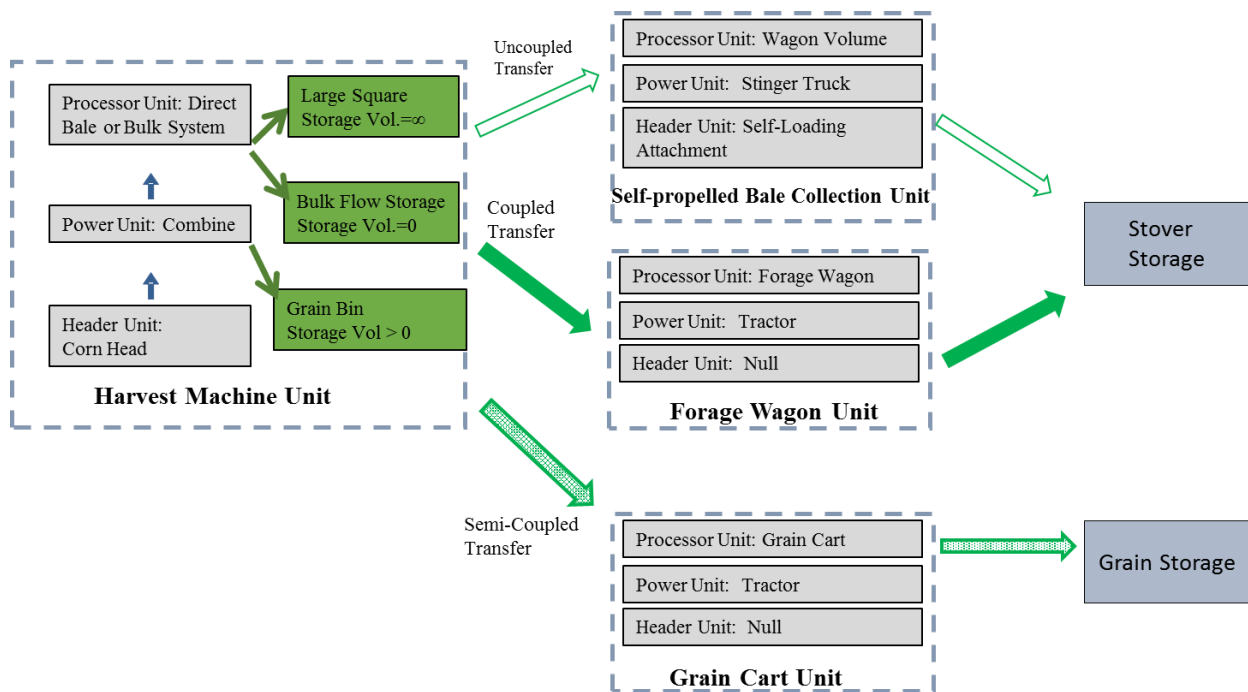 Processor Unit: Direct
Bale or Bulk System
Power Unit: Combine
Header Unit:
Corn Head
Large Square
Storage Vol.=∞
Bulk Flow Storage
Storage Vol.=0
Grain Bin
Storage Vol > 0
Harvest Machine Unit
Uncoupled
Transfer
Coupled
Transfer
Semi-Coupled
Transfer
Processor Unit: Wagon Volume
Power Unit: Stinger Truck
Header Unit: Self-Loading
Attachment
Self-propelled Bale Collection Unit
Processor Unit: Forage Wagon
Power Unit: Tractor
Header Unit: Null
Forage Wagon Unit
Processor Unit: Grain Cart
Power Unit: Tractor
Header Unit: Null
Grain Cart Unit
Stover
Storage
Grain Storage